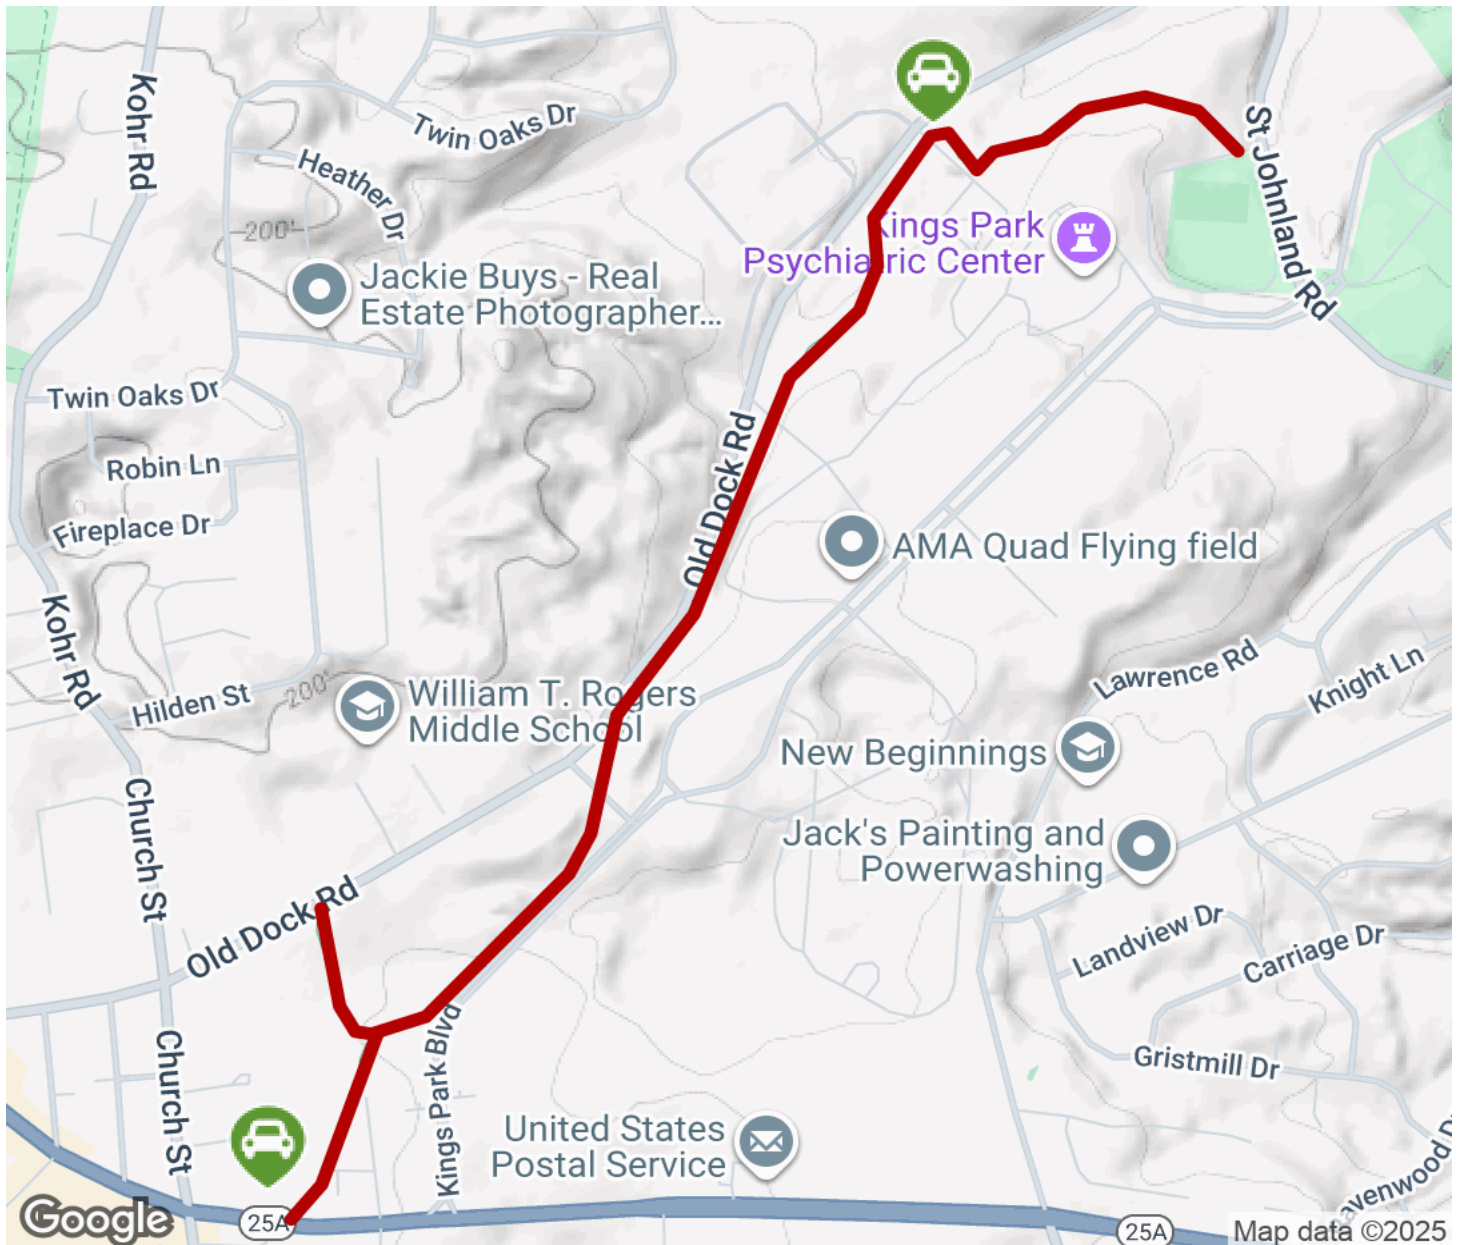 Kohr Rd
Twin Oaks Dr
Heather Dr
St Johnland Rd
200'
Kings Park
Psychiatric Center
Jackie Buys - Real
Estate Photographer...
Twin Oaks Dr
Old Dock Rd
Robin Ln
Fireplace Dr
AMA Quad Flying field
Kohr Rd
Lawrence Rd
Knight Ln
Hilden St
200'
William T. Rogers
Middle School
New Beginnings
Church St
Jack's Painting and
Powerwashing
Old Dock Rd
Landview Dr
Carriage Dr
Church St
Kings Park Blvd
Gristmill Dr
United States
Postal Service
25A
25A
Google
Map data ©2025